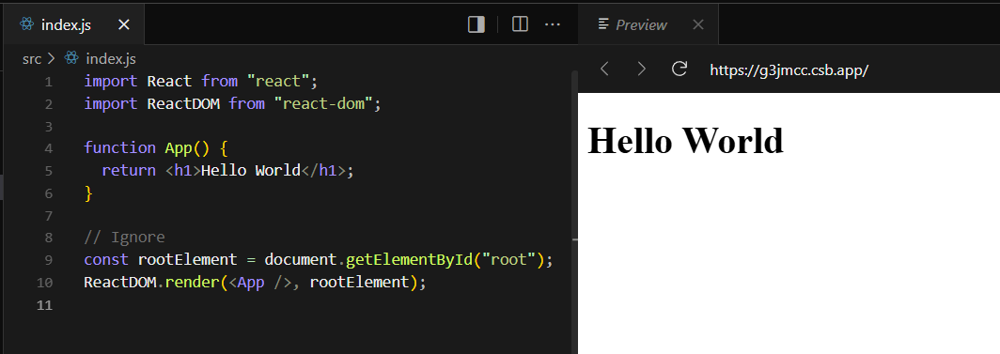 index.js
src > index.js
1 import React from "react";
2 import ReactDOM from "react-dom";
3
4 function App() {
5   return <h1>Hello World</h1>;
6 }
7
8 // Ignore
9 const rootElement = document.getElementById("root");
10 ReactDOM.render(<App />, rootElement);
11
Preview
https://g3jmcc.csb.app/
Hello World